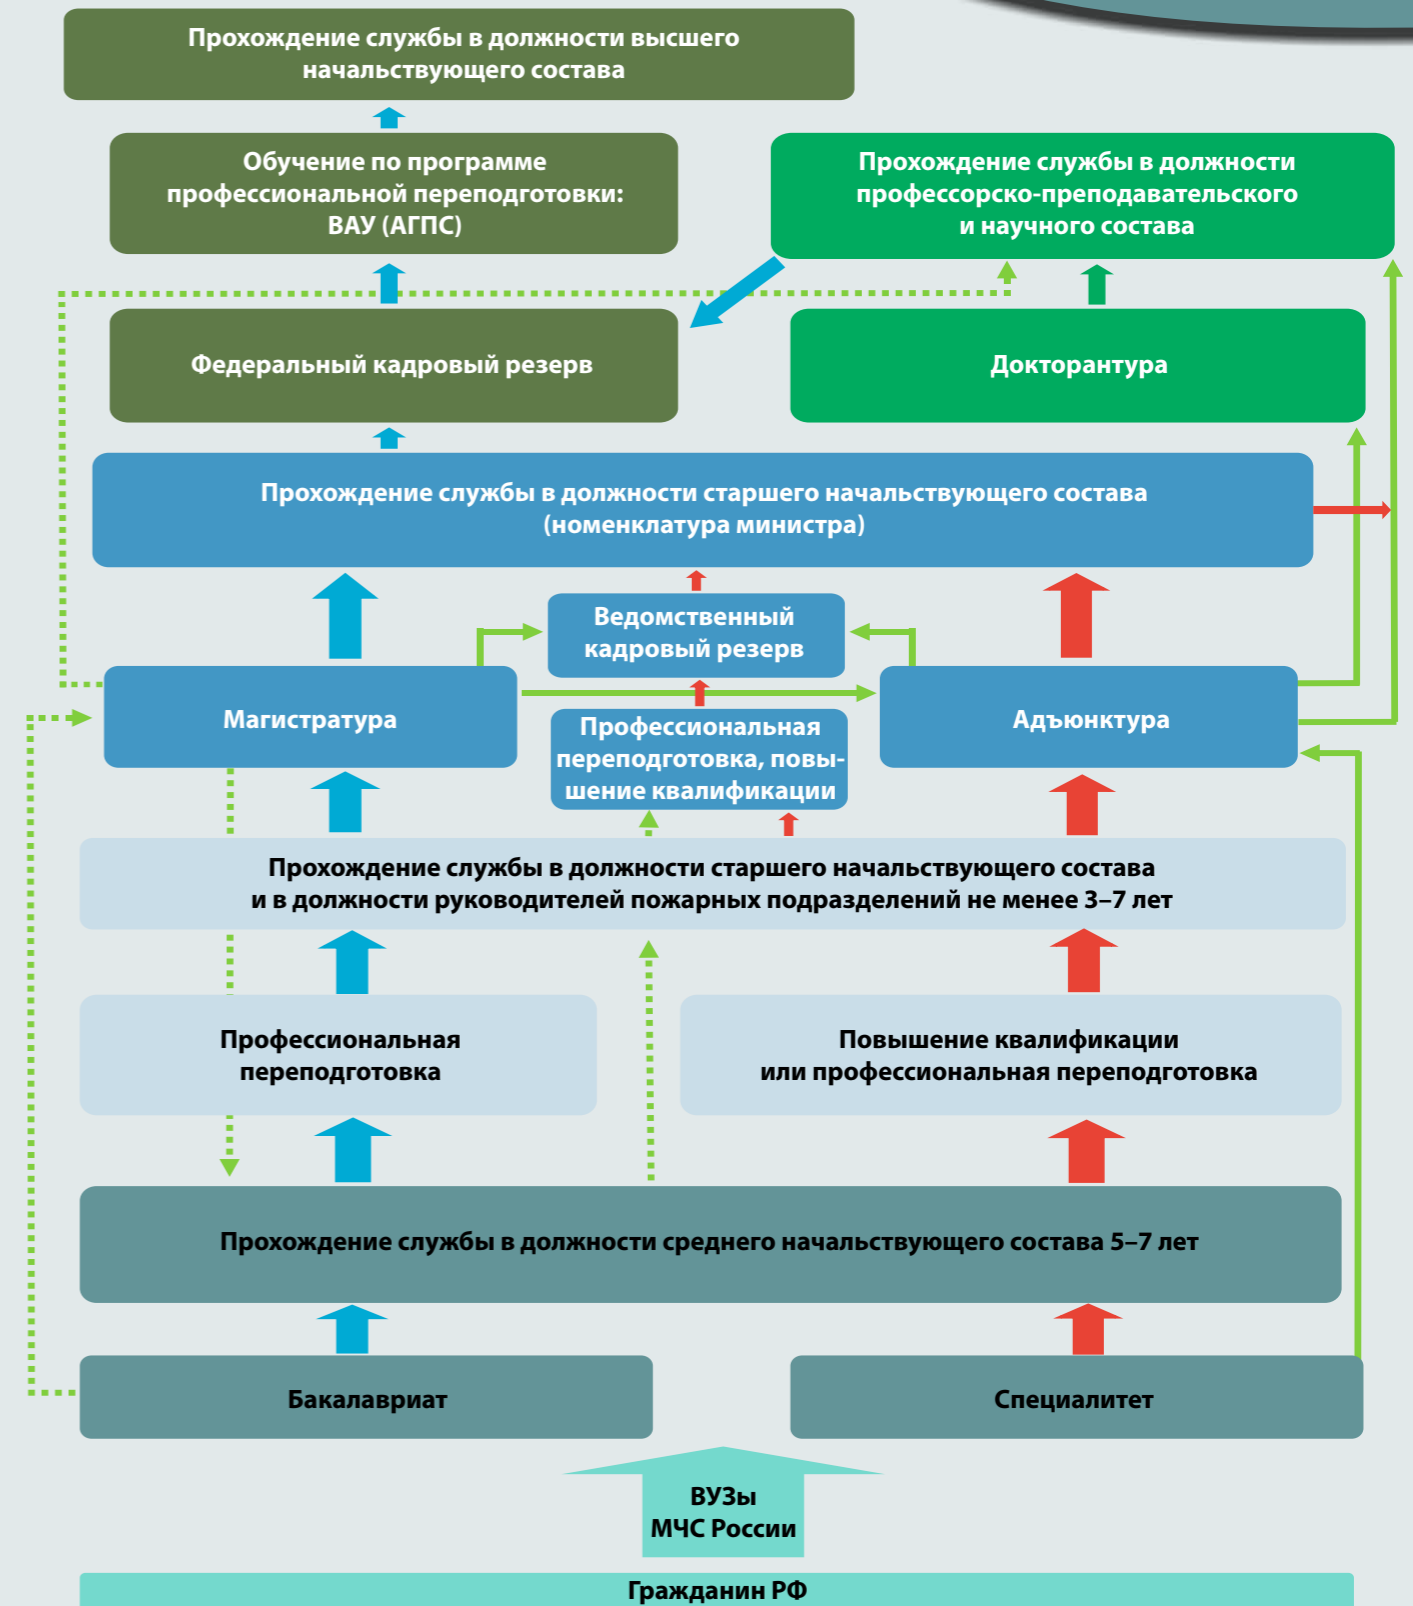 Прохождение службы в должности высшего
начальствующего состава
Обучение по программе
профессиональной переподготовки:
ВАУ (АГПС)
Прохождение службы в должности
профессорско-преподавательского
и научного состава
Федеральный кадровый резерв
Докторантура
Прохождение службы в должности старшего начальствующего состава
(номенклатура министра)
Ведомственный
кадровый резерв
Магистратура
Профессиональная
переподготовка, повы-
шение квалификации
Адъюнктура
Прохождение службы в должности старшего начальствующего состава
и в должности руководителей пожарных подразделений не менее 3–7 лет
Профессиональная
переподготовка
Повышение квалификации
или профессиональная переподготовка
Прохождение службы в должности среднего начальствующего состава 5–7 лет
Бакалавриат
Специалитет
ВУЗы
МЧС России
Гражданин РФ